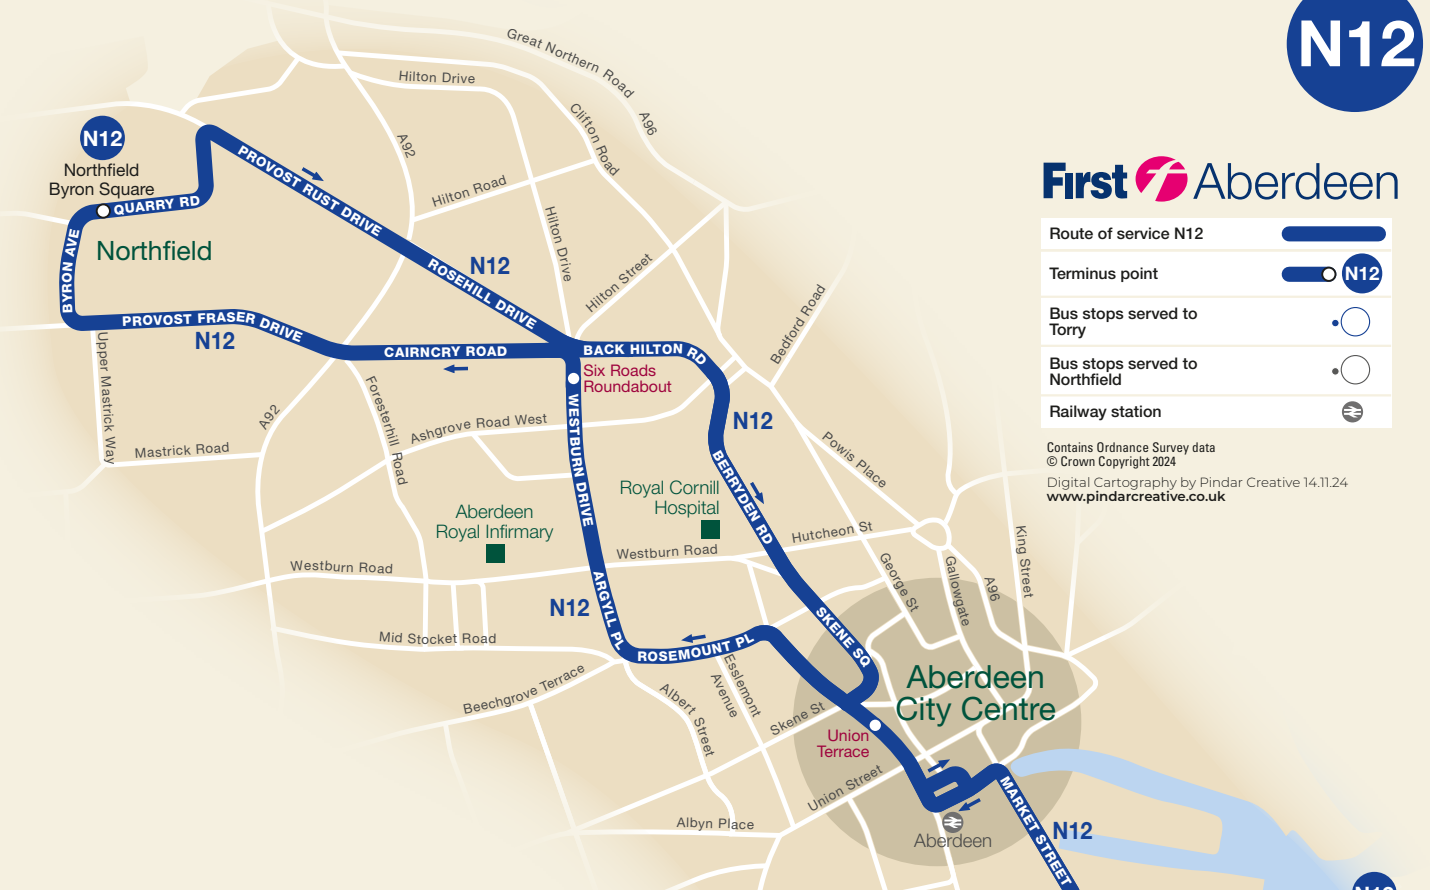 N12
First Aberdeen
Route of service N12
Terminus point
N12
Bus stops served to
Torry
Bus stops served to
Northfield
Railway station
Contains Ordnance Survey data
© Crown Copyright 2024
Digital Cartography by Pindar Creative 14.11.24
www.pindarcreative.co.uk
Great Northern Road
A96
Hilton Drive
Clifton Road
A92
N12
Northfield
Byron Square
PROVOST RUST DRIVE
QUARRY RD
Hilton Road
Hilton Drive
Northfield
BYRON AVE
N12
ROSEHILL DRIVE
Hilton Street
Bedford Road
PROVOST FRASER DRIVE
N12
CAIRNCRY ROAD
BACK HILTON RD
Six Roads
Roundabout
Upper Mastrick Way
A92
Foresterhill Road
Ashgrove Road West
WESTBURN DRIVE
N12
Mastrick Road
Powis Place
BERRYDEN RD
Royal Cornill
Hospital
Aberdeen
Royal Infirmary
Hutcheon St
Westburn Road
Westburn Road
King Street
George St
Gallowgate
A96
N12
ARGYLL PL
SKENE SQ
Mid Stocket Road
ROSEMOUNT PL
Esslemont
Avenue
Beechgrove Terrace
Albert Street
Skene St
Aberdeen
City Centre
Union
Terrace
Union Street
Albyn Place
Aberdeen
MARKET STREET
N12
N12